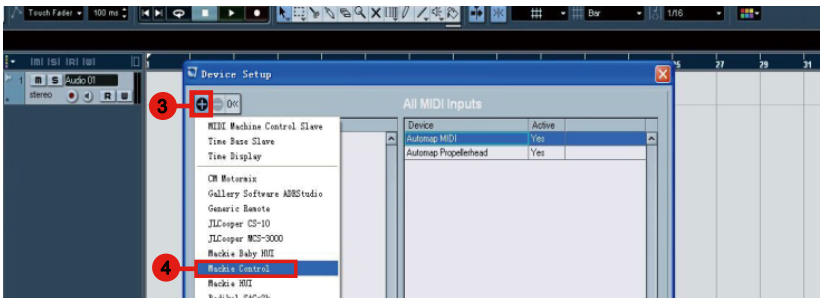 Touch Fader 100 ms Bar 1/16
25 27 29 31
1 m S Audio 01
stereo R W
Device Setup
3
All MIDI Inputs
Device Active
Automap MIDI Yes
Automap Propellerhead Yes
MIDI Machine Control Slave
Time Base Slave
Time Display
CM Motormix
Gallery Software ADRStudio
Generic Remote
JLCooper CS-10
JLCooper MCS-3000
Mackie Baby HUI
4
Mackie Control
Mackie HUI